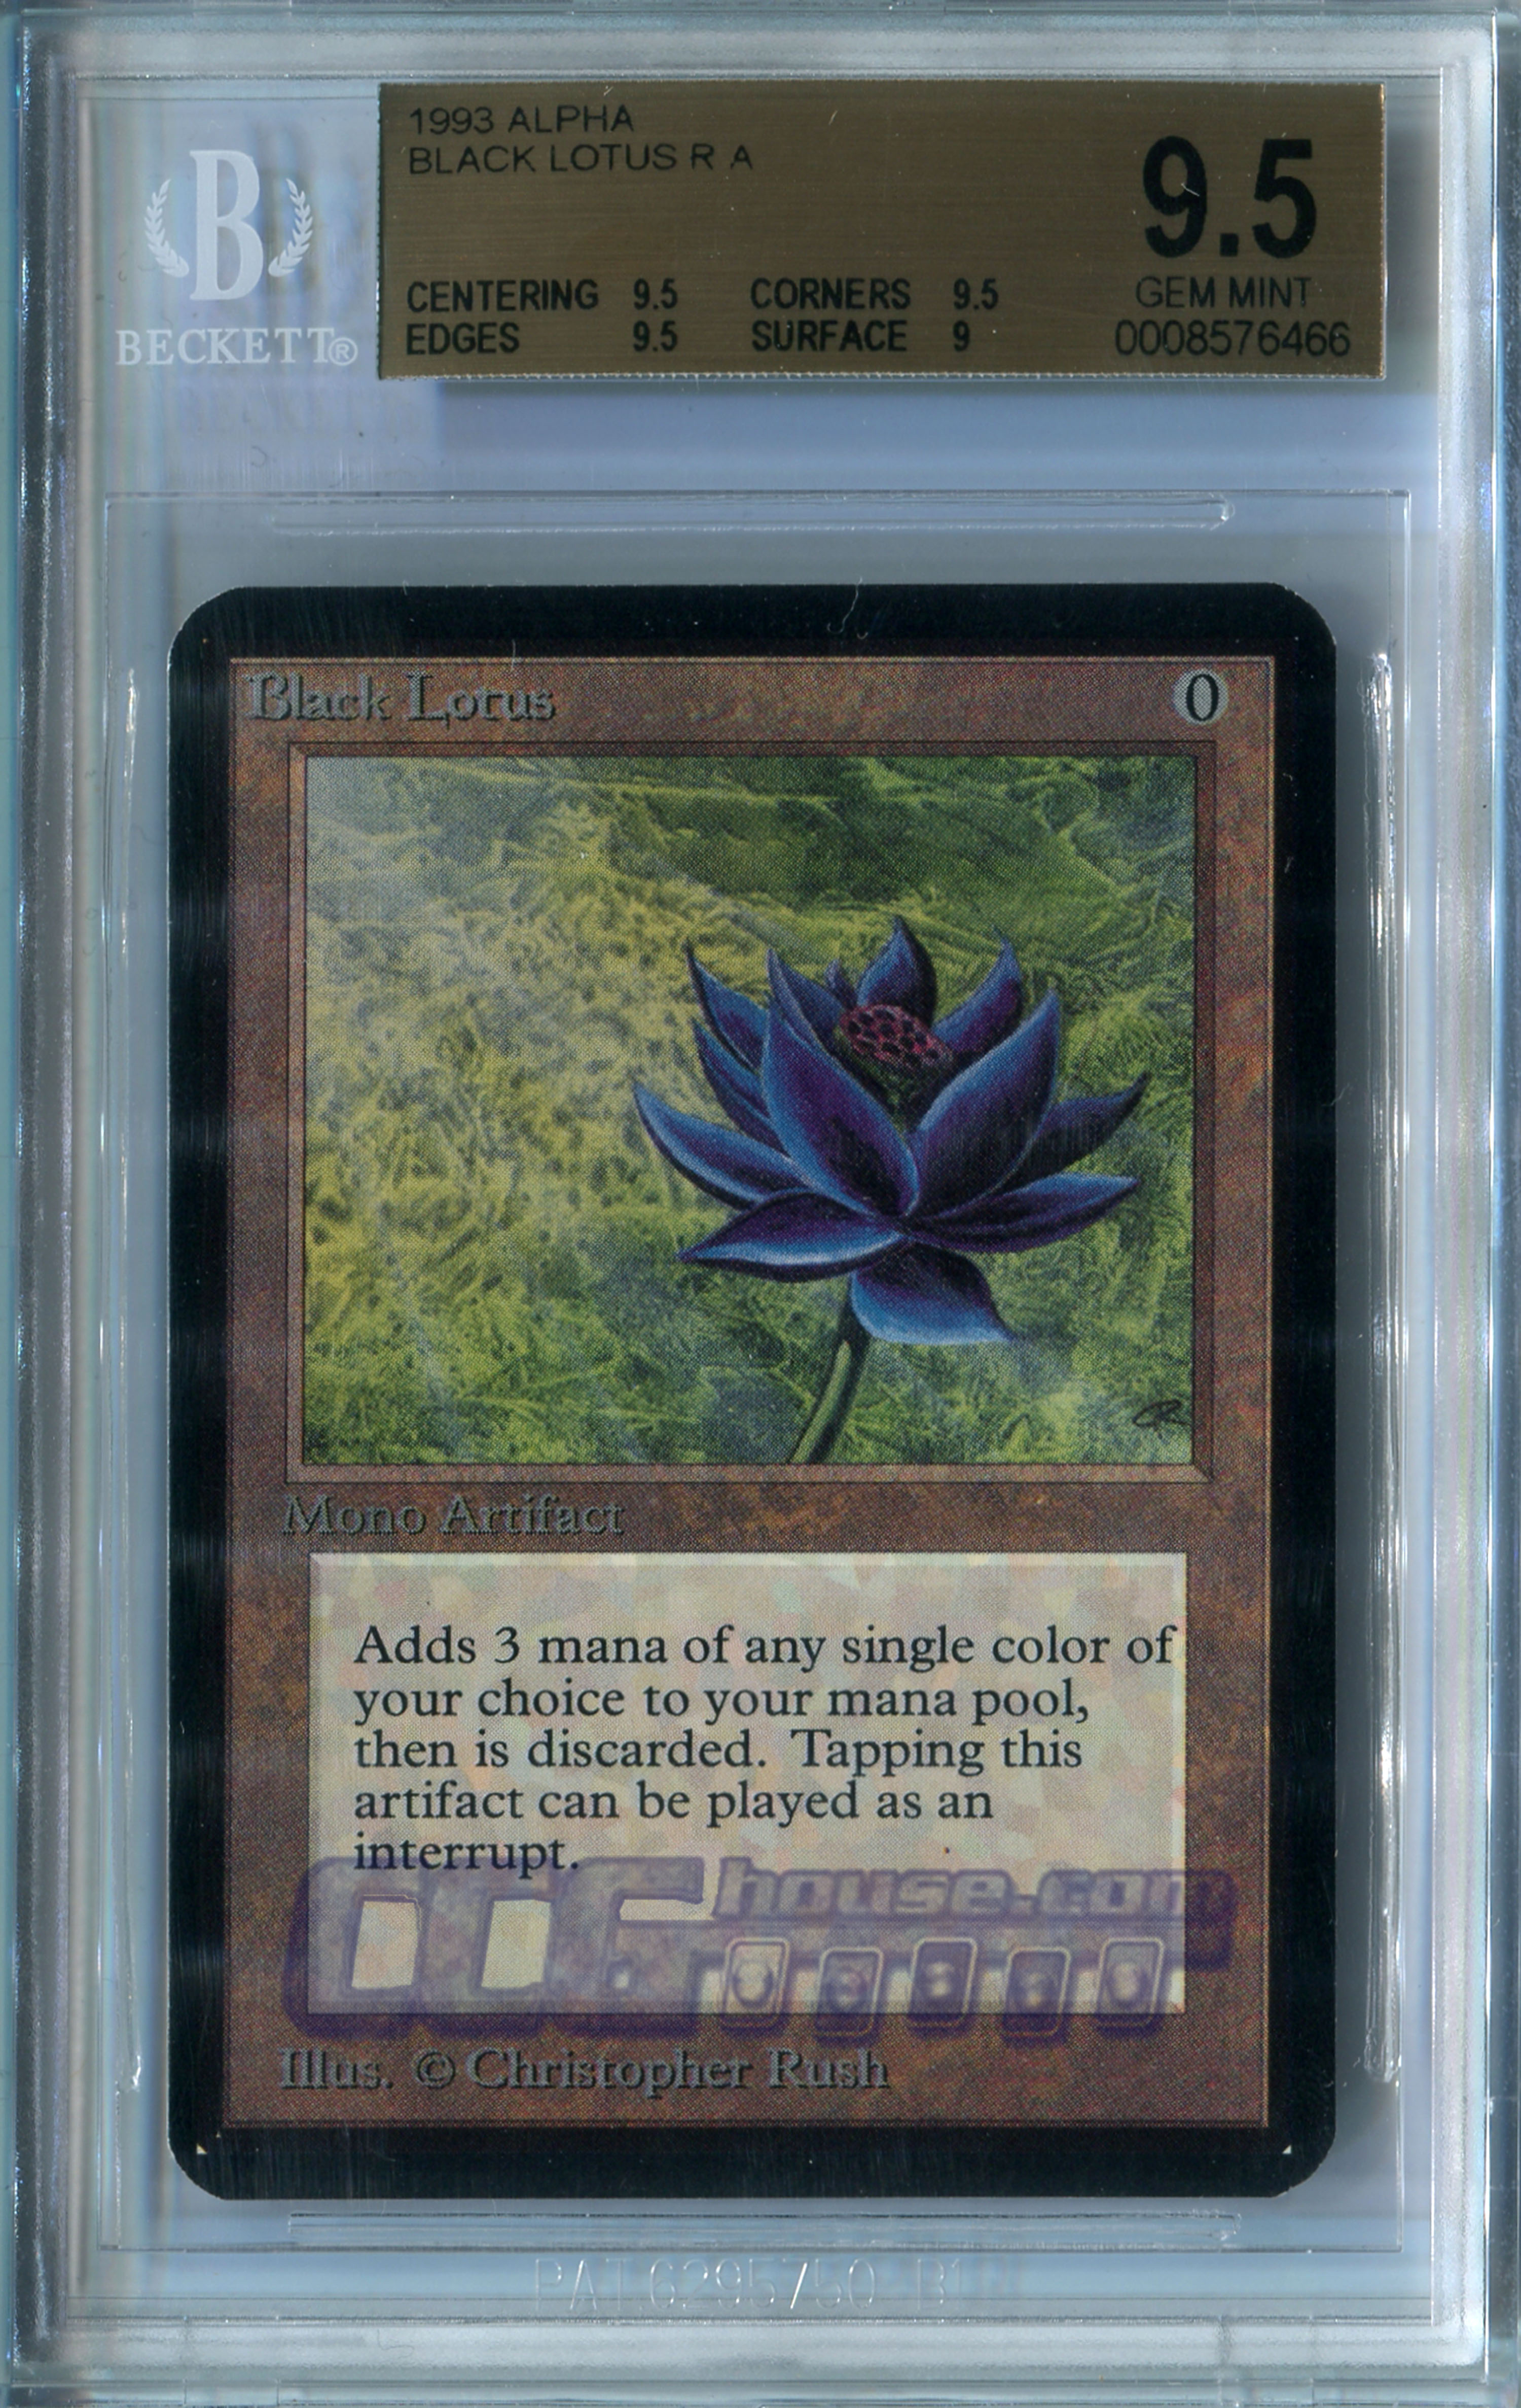 1993 ALPHA
BLACK LOTUS R A
9.5
B
BECKETT®
CENTERING 9.5 CORNERS 9.5
EDGES 9.5 SURFACE 9
GEM MINT
0008576466
Black Lotus 0
CR
Mono Artifact
Adds 3 mana of any single color of
your choice to your mana pool,
then is discarded. Tapping this
artifact can be played as an
interrupt.
house.com
Illus. © Christopher Rush
PAT.6295750 B1